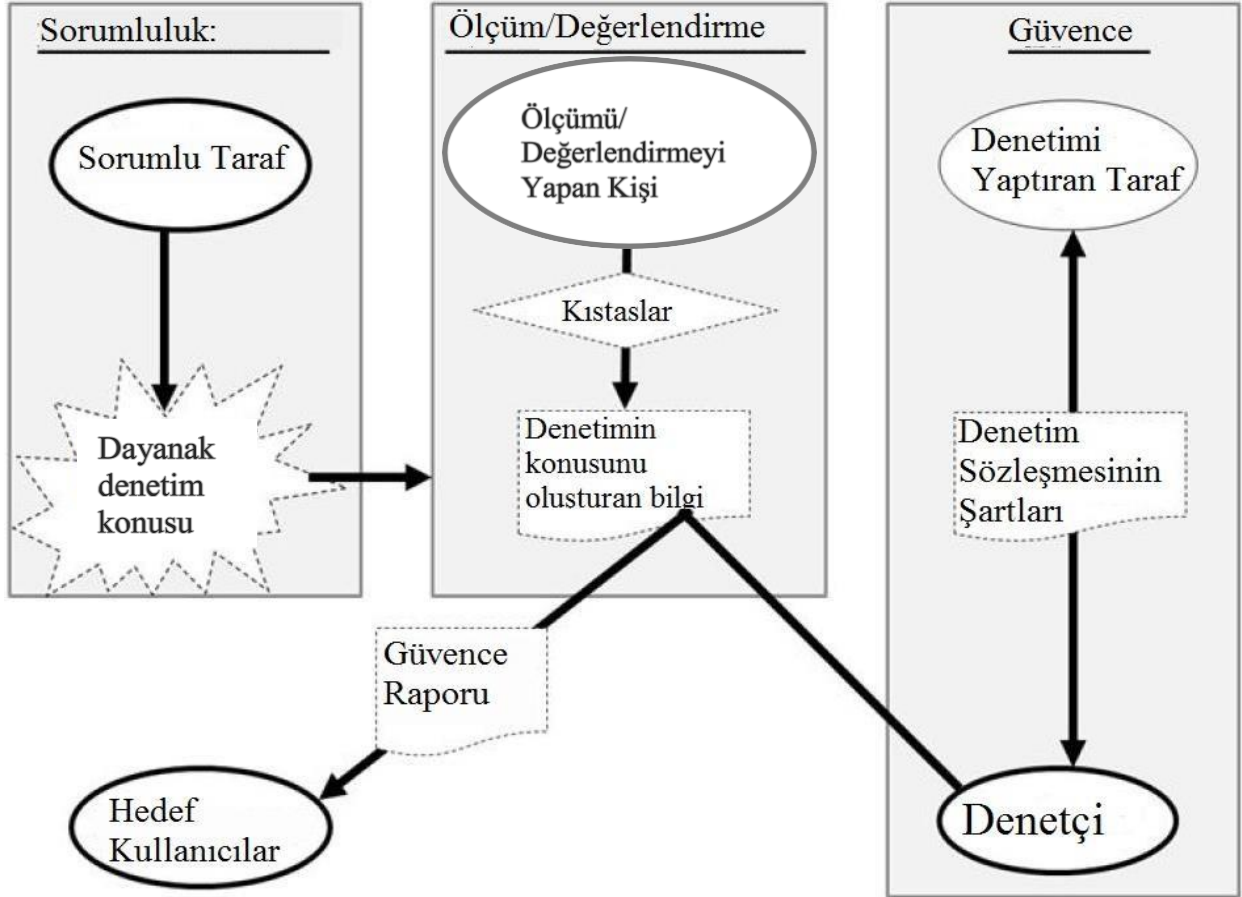 Sorumluluk:
Sorumlu Taraf
Dayanak
denetim
konusu
Ölçüm/Değerlendirme
Ölçümü/
Değerlendirmeyi
Yapan Kişi
Kıstaslar
Denetimin
konusunu
olusturan bilgi
Güvence
Denetimi
Yaptıran Taraf
Denetim
Sözleşmesinin
Şartları
Denetçi
Güvence
Raporu
Hedef
Kullanıcılar